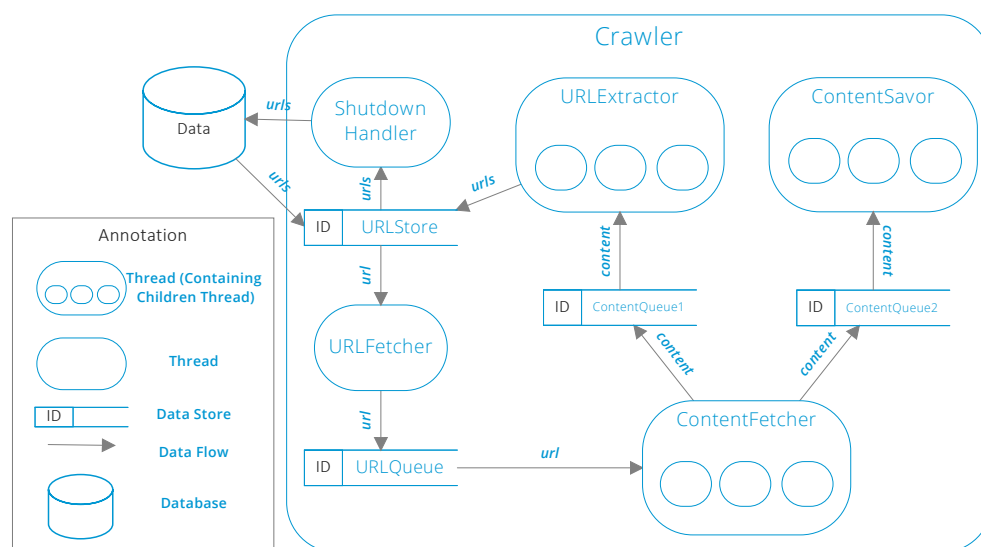 Crawler
Data
urls
Shutdown
Handler
URLExtractor
ContentSavor
urls
urls
urls
ID
URLStore
url
content
content
ID
ContentQueue1
ID
ContentQueue2
URLFetcher
url
content
content
ContentFetcher
ID
URLQueue
url
Annotation
Thread (Containing
Children Thread)
Thread
ID
Data Store
Data Flow
Database